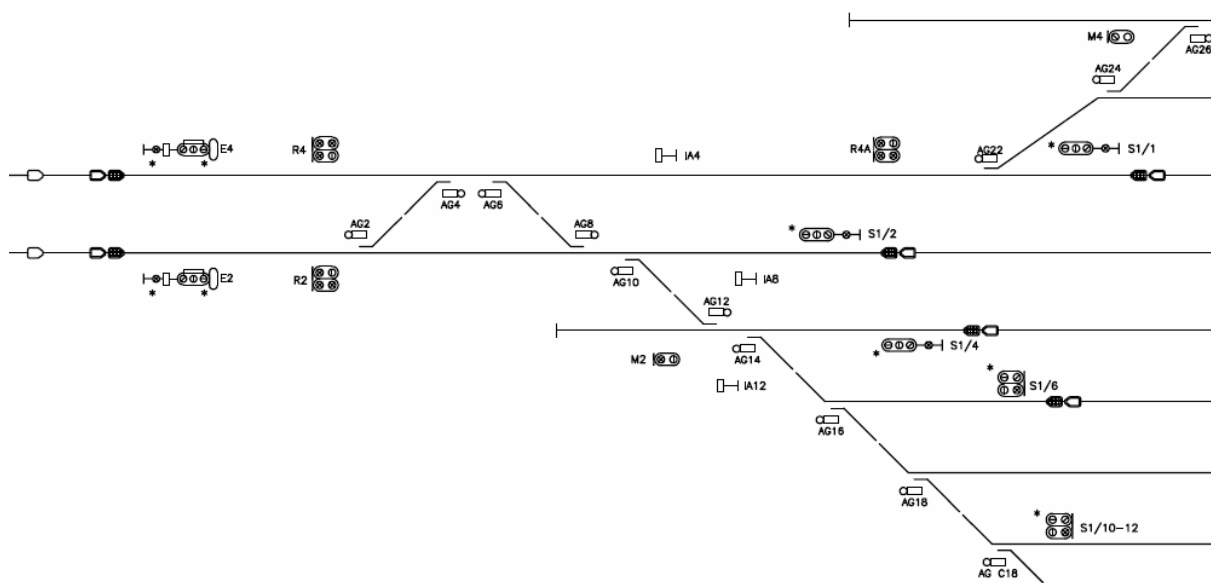 M4
AG26
AG24
E4
R4
IA4
R4A
AG22
* S1/1
* *
AG4 AG6
AG2
AG8
* S1/2
E2
R2
AG10
IA8
* *
AG12
M2
AG14
* S1/4
IA12
* S1/6
AG16
AG18
* S1/10-12
AG C18